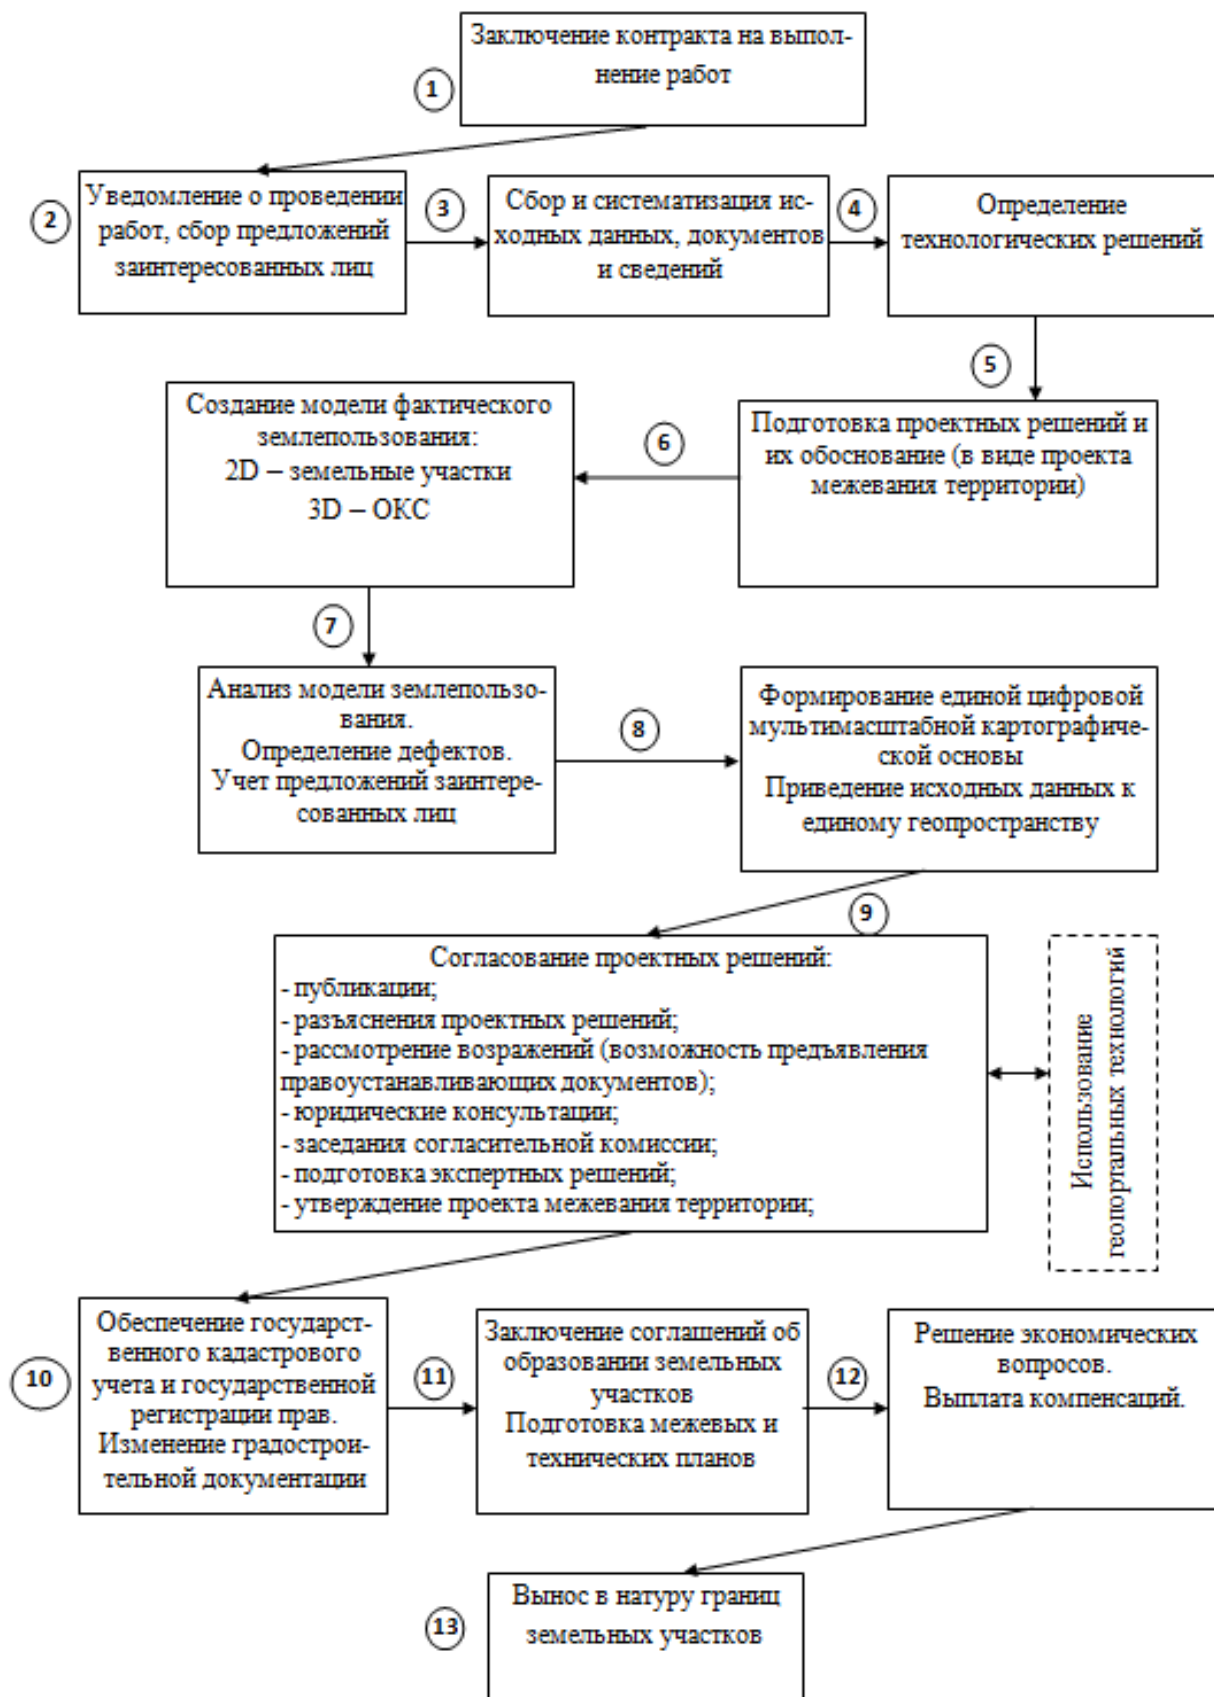 Заключение контракта на выпол-
нение работ
1
2
Уведомление о проведении
работ, сбор предложений
заинтересованных лиц
3
Сбор и систематизация ис-
ходных данных, документов
и сведений
4
Определение
технологических решений
5
Создание модели фактического
землепользования:
2D – земельные участки
3D – ОКС
6
Подготовка проектных решений и
их обоснование (в виде проекта
межевания территории)
7
Анализ модели землепользо-
вания.
Определение дефектов.
Учет предложений заинтере-
сованных лиц
8
Формирование единой цифровой
мультимасштабной картографиче-
ской основы
Приведение исходных данных к
единому геопространству
9
Согласование проектных решений:
- публикации;
- разъяснения проектных решений;
- рассмотрение возражений (возможность предъявления
правоустанавливающих документов);
- юридические консультации;
- заседания согласительной комиссии;
- подготовка экспертных решений;
- утверждение проекта межевания территории;
Использование
геопортальных технологий
10
Обеспечение государст-
венного кадастрового
учета и государственной
регистрации прав.
Изменение градострои-
тельной документации
11
Заключение соглашений об
образовании земельных
участков
Подготовка межевых и
технических планов
12
Решение экономических
вопросов.
Выплата компенсаций.
13
Вынос в натуру границ
земельных участков